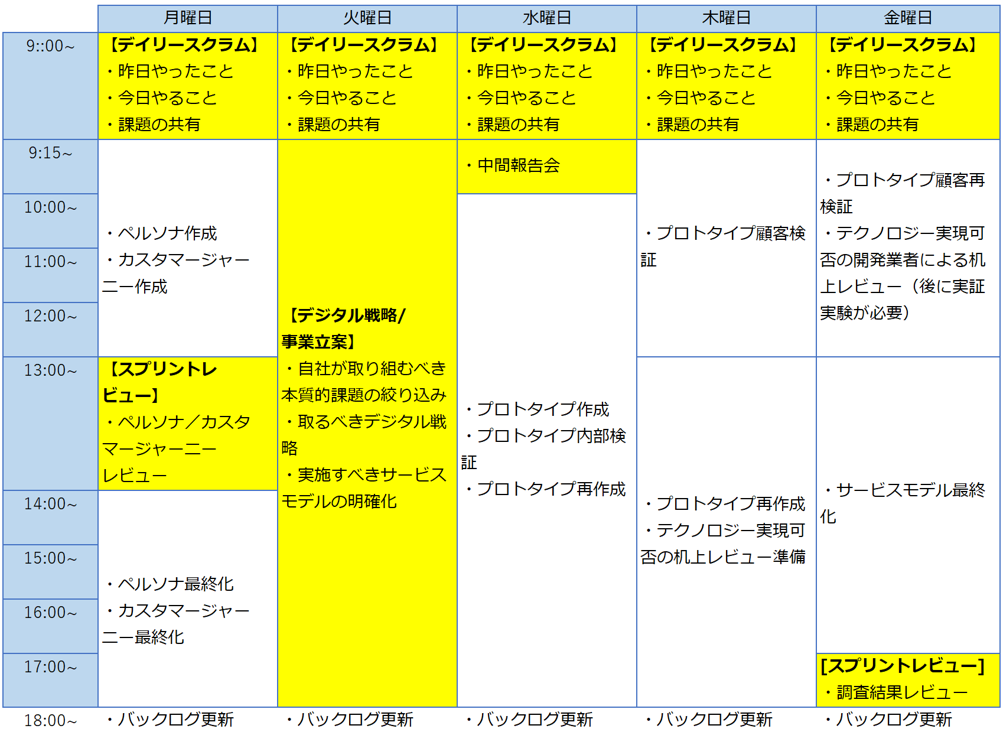 月曜日 火曜日 水曜日 木曜日 金曜日
9::00~
【デイリースクラム】
・昨日やったこと
・今日やること
・課題の共有
【デイリースクラム】
・昨日やったこと
・今日やること
・課題の共有
【デイリースクラム】
・昨日やったこと
・今日やること
・課題の共有
【デイリースクラム】
・昨日やったこと
・今日やること
・課題の共有
【デイリースクラム】
・昨日やったこと
・今日やること
・課題の共有
9:15~
10:00~
11:00~
12:00~
13:00~
14:00~
15:00~
16:00~
17:00~
・ペルソナ作成
・カスタマージャー
ニー作成
【スプリントレ
ビュー】
・ペルソナ／カスタ
マージャーニー
レビュー
・ペルソナ最終化
・カスタマージャー
ニー最終化
【デジタル戦略/
事業立案】
・自社が取り組むべき
本質的課題の絞り込み
・取るべきデジタル戦
略
・実施すべきサービス
モデルの明確化
・中間報告会
・プロトタイプ作成
・プロトタイプ内部検
証
・プロトタイプ再作成
・プロトタイプ顧客検
証
・プロトタイプ再作成
・テクノロジー実現可
否の机上レビュー準備
・プロトタイプ顧客再
検証
・テクノロジー実現可
否の開発業者による机
上レビュー（後に実証
実験が必要）
・サービスモデル最終
化
[スプリントレビュー]
・調査結果レビュー
18:00~ ・バックログ更新 ・バックログ更新 ・バックログ更新 ・バックログ更新 ・バックログ更新